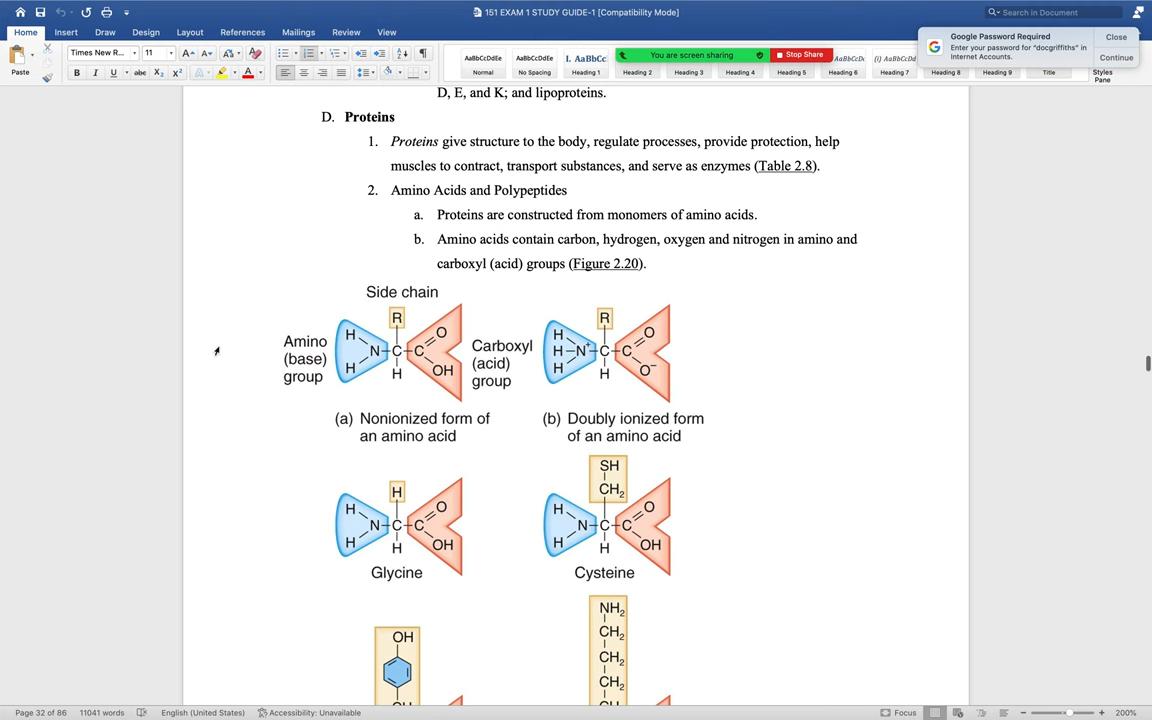 151 EXAM 1 STUDY GUIDE-1 [Compatibility Mode]
Search in Document
Home Insert Draw Design Layout References Mailings Review View
Google Password Required
Enter your password for "docgriffiths" in
Internet Accounts.
Close
Continue
Paste
Times New R... 11
B I U abc X₂ X² A A
You are screen sharing
Stop Share
AaBbCcDdEe AaBbCcDdEe I. AaBbCc AaBbCcDc (i) AaBbCcDd
Normal No Spacing Heading 1 Heading 2 Heading 3 Heading 4 Heading 5 Heading 6 Heading 7 Heading 8 Heading 9 Title
Styles
Pane
D, E, and K; and lipoproteins.
D. Proteins
1. Proteins give structure to the body, regulate processes, provide protection, help
muscles to contract, transport substances, and serve as enzymes (Table 2.8).
2. Amino Acids and Polypeptides
a. Proteins are constructed from monomers of amino acids.
b. Amino acids contain carbon, hydrogen, oxygen and nitrogen in amino and
carboxyl (acid) groups (Figure 2.20).
Side chain
R R
H O H O
Amino
(base)
group
N C C
H H OH
Carboxyl
(acid)
group
H N⁺ C C
H H O⁻
(a) Nonionized form of
an amino acid
(b) Doubly ionized form
of an amino acid
SH
H CH₂
H O H O
N C C N C C
H H OH H H OH
Glycine Cysteine
NH₂
OH CH₂
CH₂
CH₂
Page 32 of 86 11041 words English (United States) Accessibility: Unavailable
Focus 200%